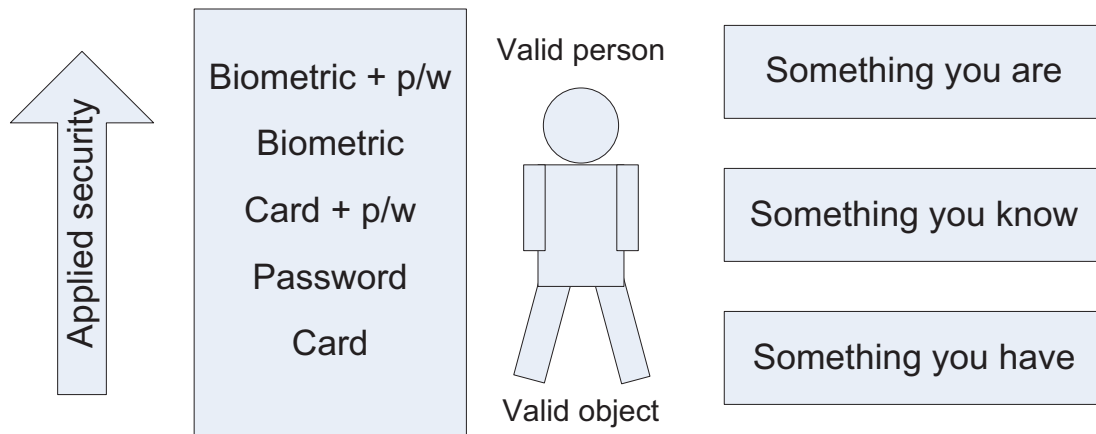 Applied security
Biometric + p/w
Biometric
Card + p/w
Password
Card
Valid person
Valid object
Something you are
Something you know
Something you have